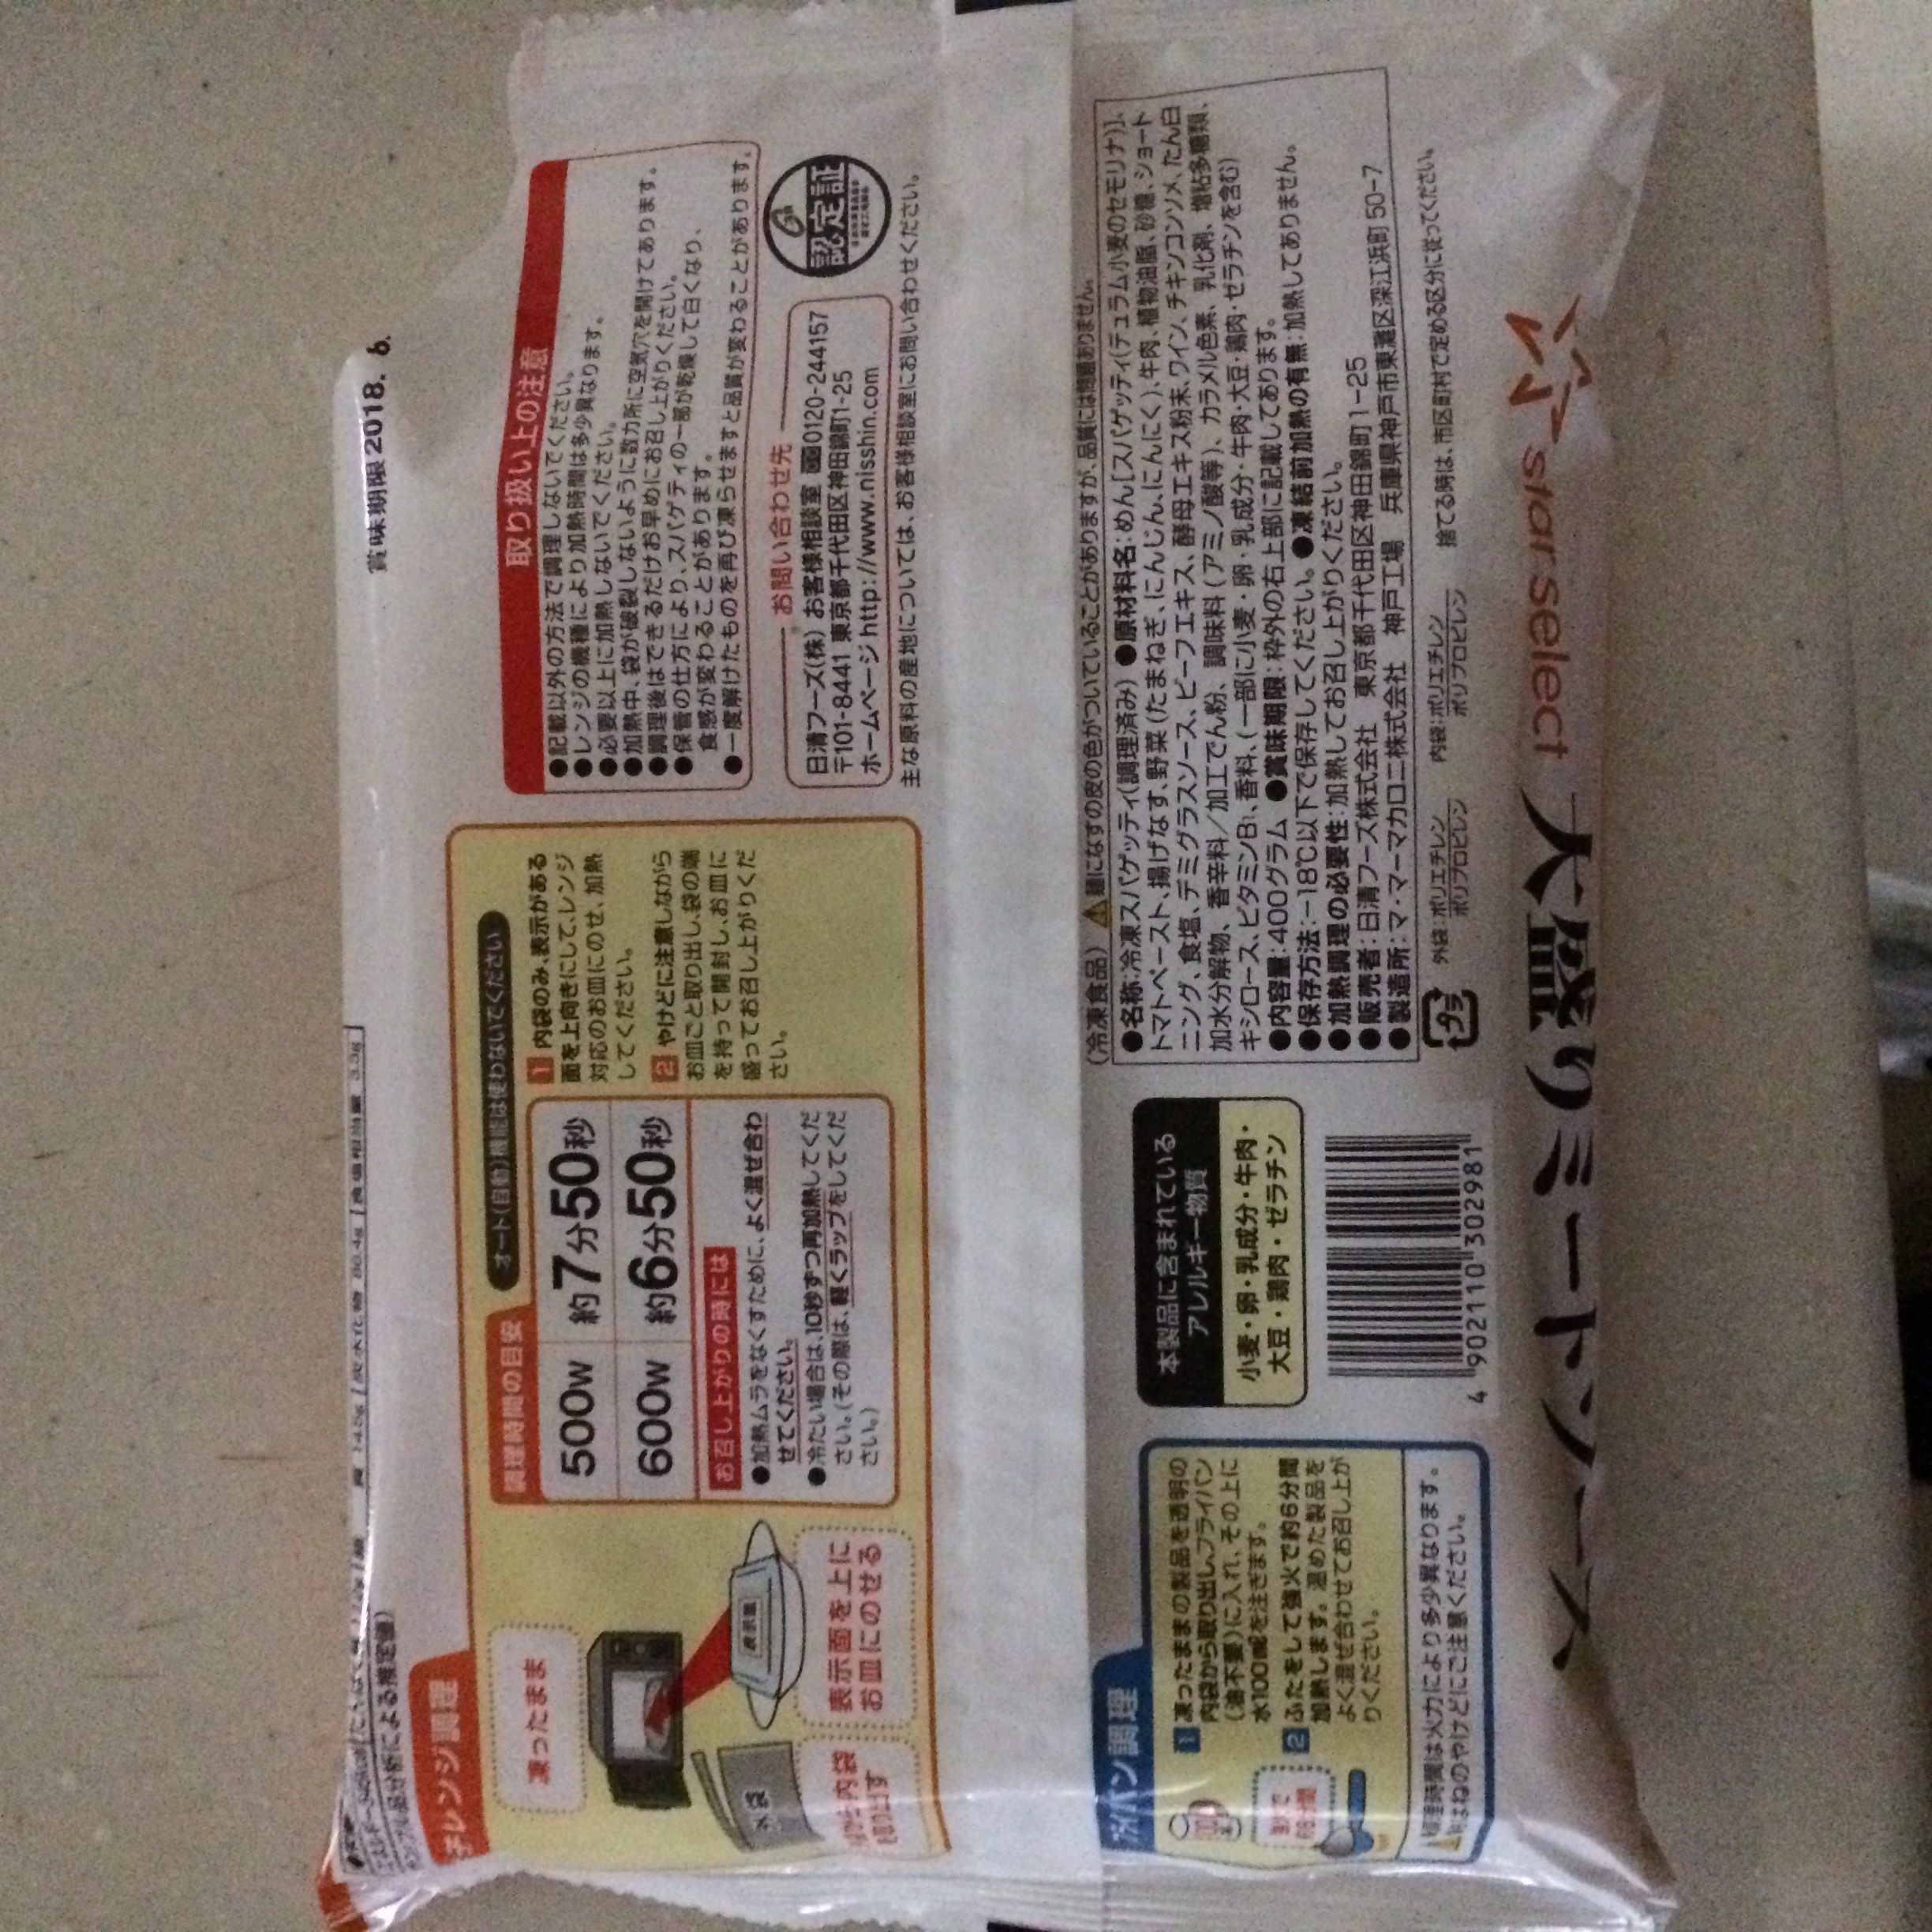 賞味期限 2018. 6.
品分析による推定値)
レンジ調理
凍ったまま
表示面を上に
お皿にのせる
調理時間の目安
オート(自動)機能は使わないでください
500W 約7分50秒
600W 約6分50秒
お召し上がりの時には
●加熱ムラをなくすために、よく混ぜ合わ
せてください。
●冷たい場合は、10秒ずつ再加熱してくだ
さい。(その際は、軽くラップをしてくだ
さい。)
1 内袋のみ、表示がある
面を上向きにして、レンジ
対応のお皿にのせ、加熱
してください。
2 やけどに注意しながら
お皿ごと取り出し、袋の端
を持って開封し、お皿に
盛ってお召し上がりくだ
さい。
取り扱い上の注意
●記載以外の方法で調理しないでください。
●レンジの機種により加熱時間は多少異なります。
●必要以上に加熱しないでください。
●加熱中、袋が破裂しないように数カ所に空気穴を開けてあります。
●調理後はできるだけお早めにお召し上がりください。
●保管の仕方により、スパゲティの一部が乾燥して白くなり、
食感が変わることがあります。
●一度解けたものを再び凍らせますと品質が変わることがあります。
お問い合わせ先
日清フーズ(株) お客様相談室 0120-244157
〒101-8441 東京都千代田区神田錦町1-25
ホームページ http://www.nisshin.com
認定証
主な原料の産地については、お客様相談室にお問い合わせください。
フライパン調理
1 凍ったままの製品を透明の
内袋から取り出し、フライパン
(油不要)に入れ、その上に
水100mlを注ぎます。
2 ふたをして強火で約6分間
加熱します。温めた製品を
よく混ぜ合わせてお召し上が
りください。
調理時間は火力により多少異なります。
はねのやけどにご注意ください。
本製品に含まれている
アレルギー物質
小麦・卵・乳成分・牛肉・
大豆・鶏肉・ゼラチン
4 902110 302981
(冷凍食品) 麺になすの皮の色がついていることがありますが、品質には問題ありません。
●名称:冷凍スパゲッティ(調理済み) ●原材料名:めん[スパゲッティ(デュラム小麦のセモリナ)]、
トマトペースト、揚げなす、野菜(たまねぎ、にんじん、にんにく)、牛肉、植物油脂、砂糖、ショート
ニング、食塩、デミグラスソース、ビーフエキス、酵母エキス粉末、ワイン、チキンコンソメ、たん白
加水分解物、香辛料/加工でん粉、調味料(アミノ酸等)、カラメル色素、乳化剤、増粘多糖類、
キシロース、ビタミンB₁、香料、(一部に小麦・卵・乳成分・牛肉・大豆・鶏肉・ゼラチンを含む)
●内容量:400グラム ●賞味期限:枠外の右上部に記載してあります。
●保存方法:-18℃以下で保存してください。 ●凍結前加熱の有無:加熱してありません。
●加熱調理の必要性:加熱してお召し上がりください。
●販売者:日清フーズ株式会社 東京都千代田区神田錦町1-25
●製造所:マ・マーマカロニ株式会社 神戸工場 兵庫県神戸市東灘区深江浜町50-7
プラ
外袋:ポリエチレン
ポリプロピレン
内袋:ポリエチレン
ポリプロピレン
捨てる時は、市区町村で定める区分に従ってください。
star select
大盛りミートソース